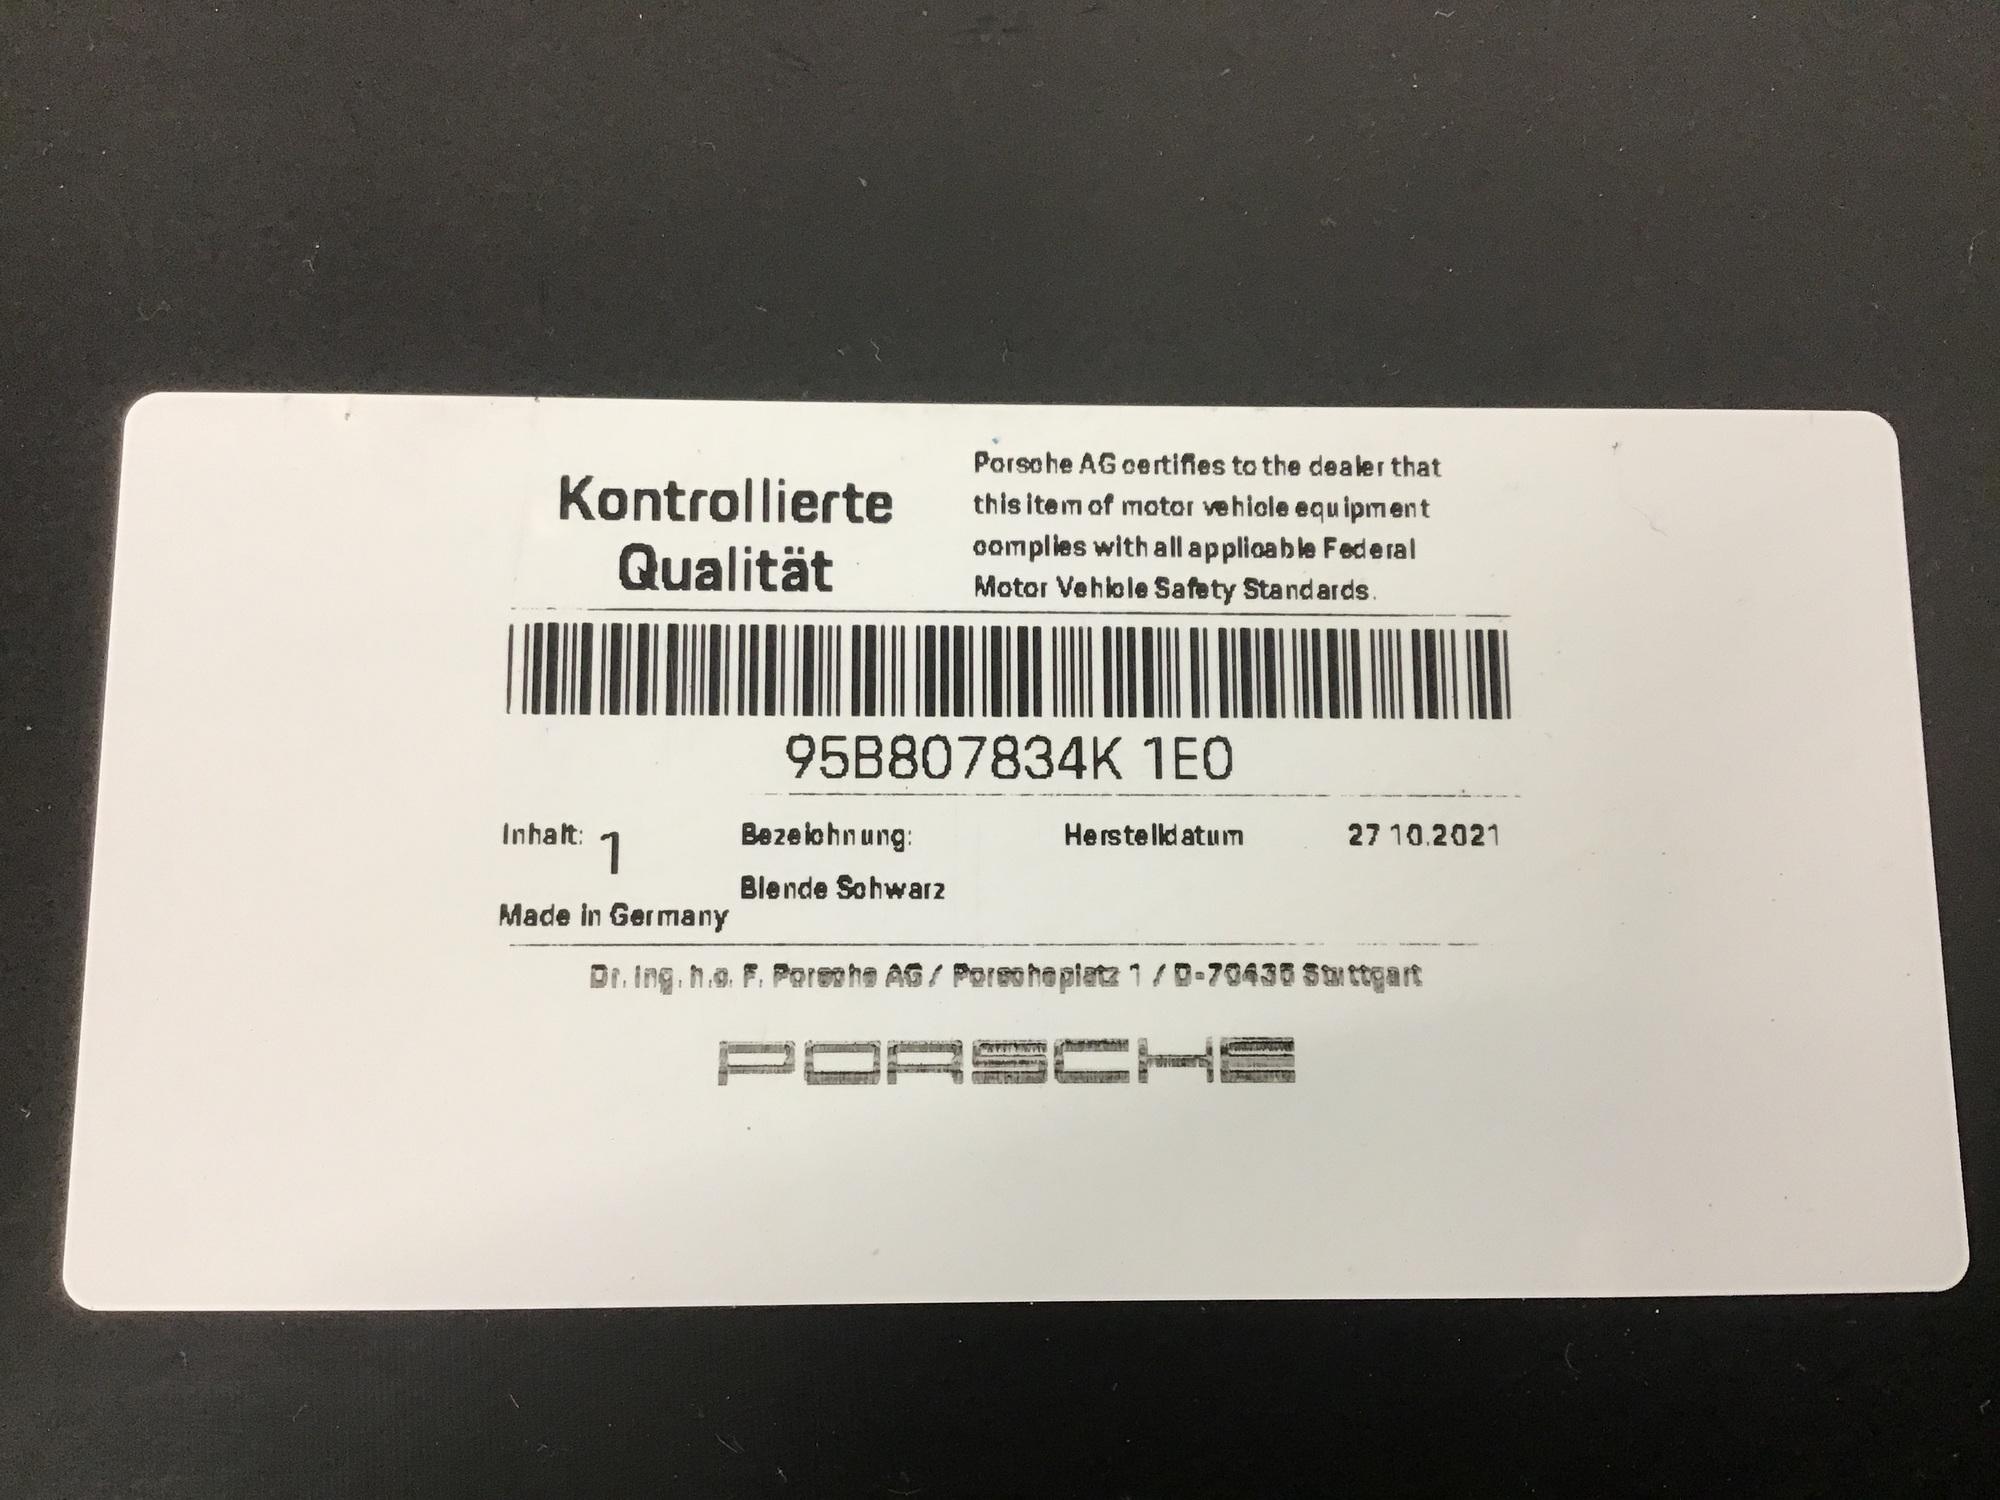 Kontrollierte
Qualität
Porsche AG certifies to the dealer that
this item of motor vehicle equipment
complies with all applicable Federal
Motor Vehicle Safety Standards.
95B807834K 1E0
Inhalt: 1
Bezeichnung:
Blende Schwarz
Herstelldatum 27 10.2021
Made in Germany
Dr. Ing. h.c. F. Porsche AG / Porscheplatz 1 / D-70435 Stuttgart
PORSCHE